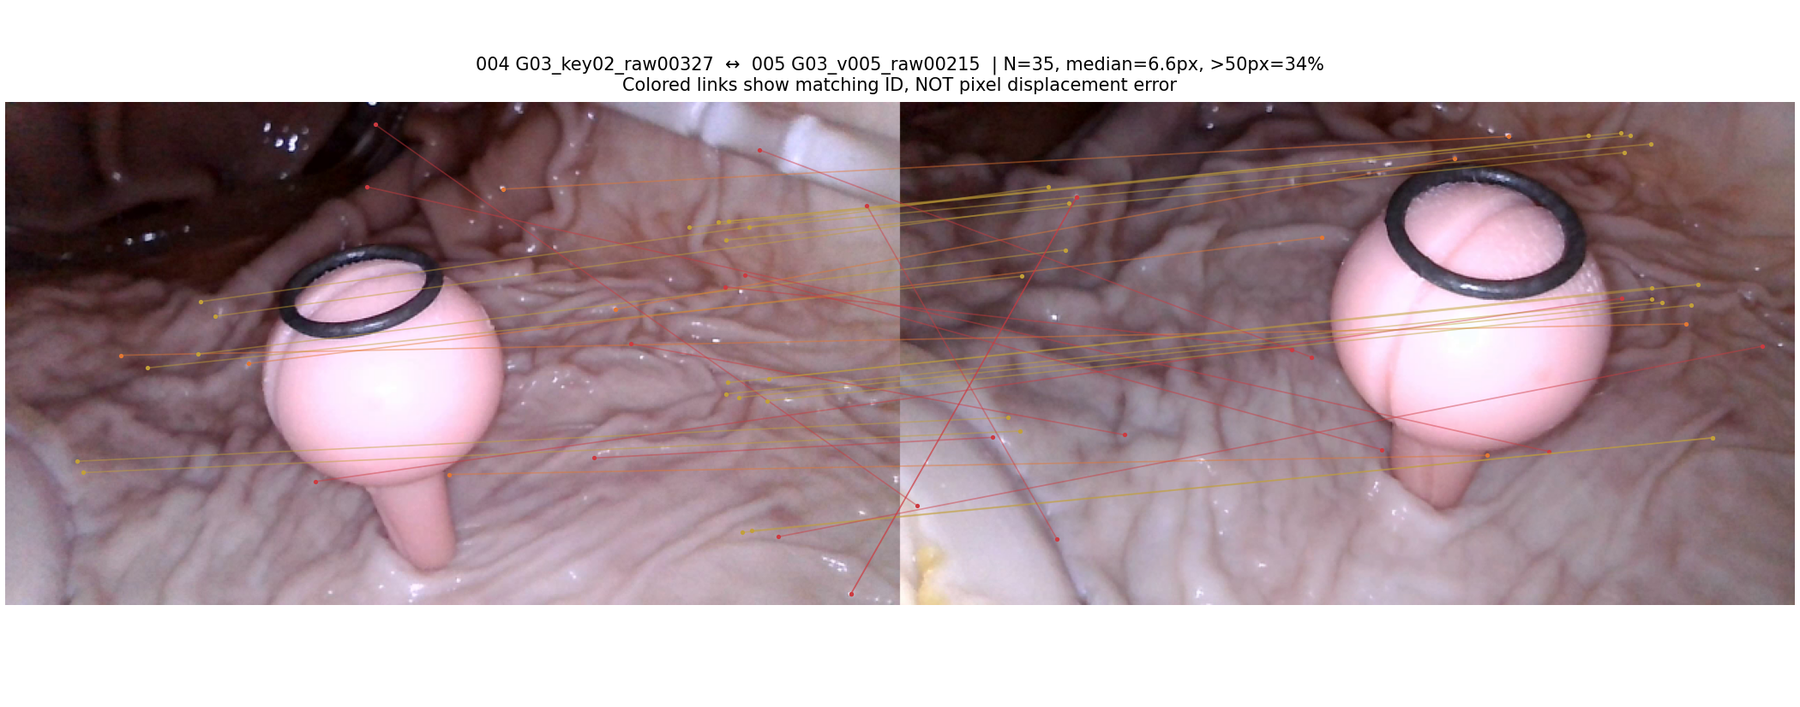 004 G03_key02_raw00327 ↔ 005 G03_v005_raw00215 | N=35, median=6.6px, >50px=34%
Colored links show matching ID, NOT pixel displacement error